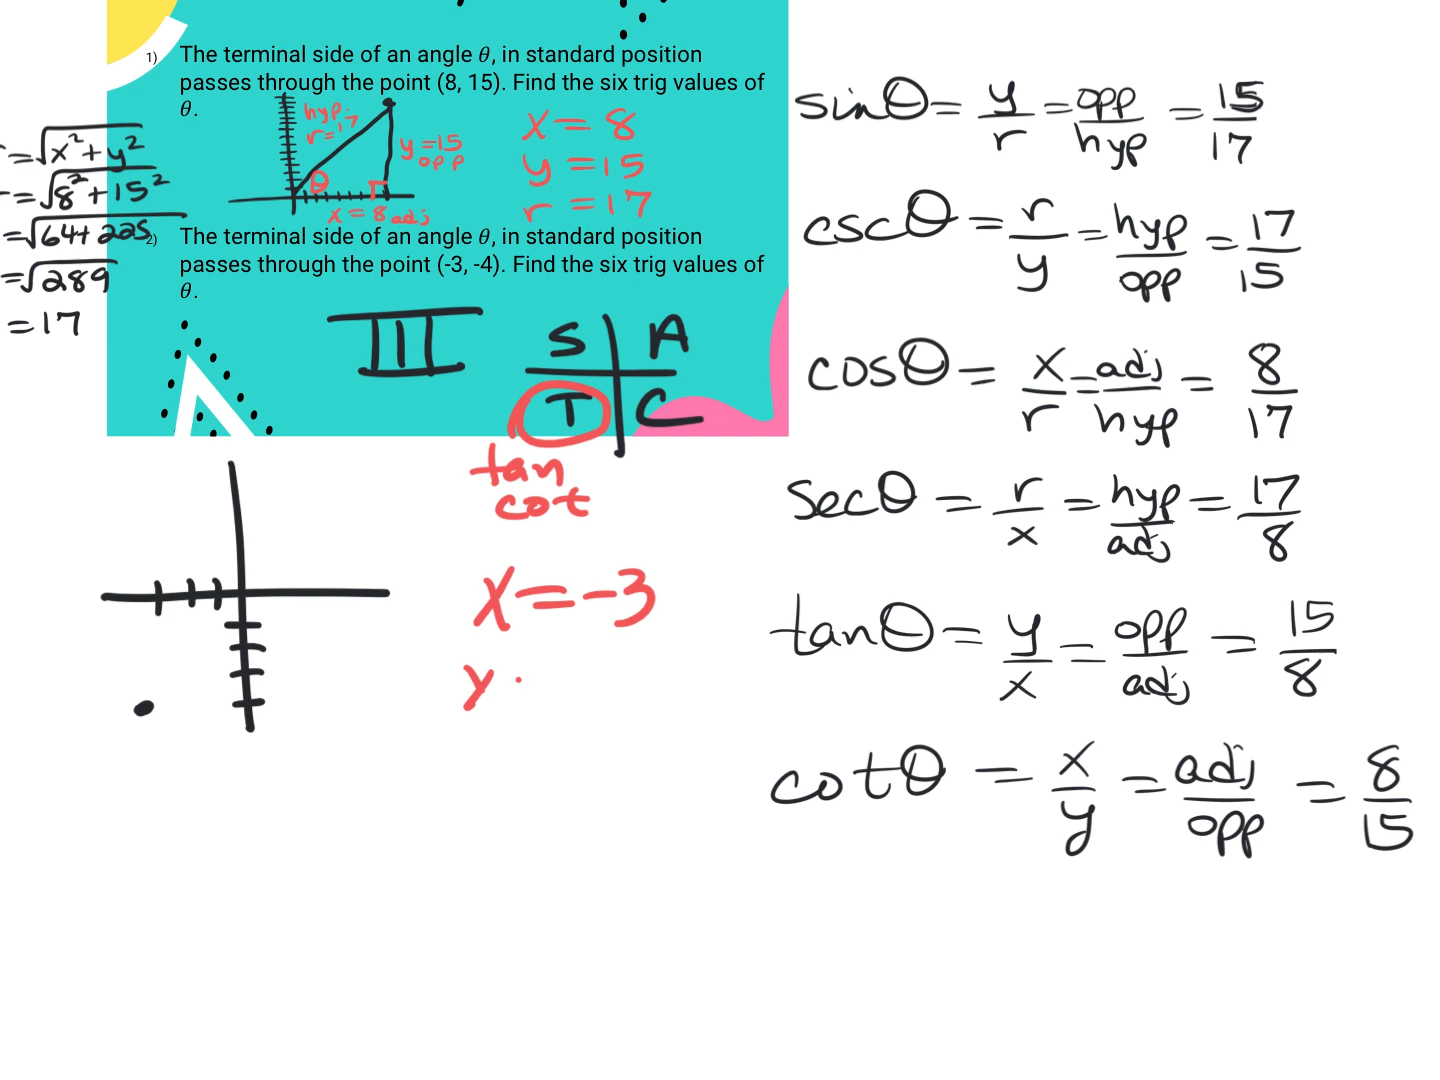 1) The terminal side of an angle θ, in standard position
passes through the point (8, 15). Find the six trig values of
θ.
hyp.
r=17
y=15
opp
θ
x=8 adj
x = 8
y = 15
r = 17
=√x²+y²
=√8²+15²
=√64+225
=√289
=17
2) The terminal side of an angle θ, in standard position
passes through the point (-3, -4). Find the six trig values of
θ.
III
S A
T C
tan
cot
x=-3
y
sinθ= y/r =opp/hyp =15/17
cscθ = r/y =hyp/opp =17/15
cosθ= x/r =adj/hyp = 8/17
secθ = r/x = hyp/adj = 17/8
tanθ= y/x = opp/adj = 15/8
cotθ = x/y = adj/opp = 8/15